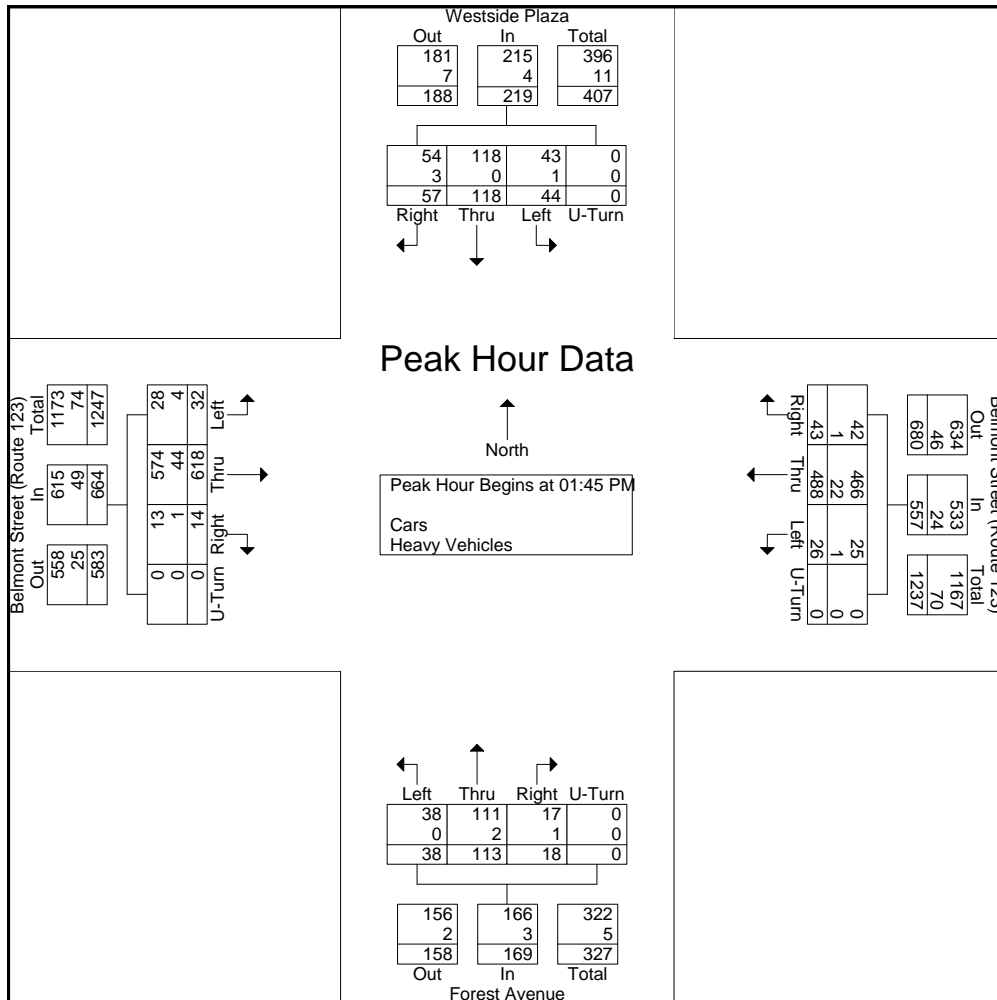 Westside Plaza
Out In Total
181 215 396
7 4 11
188 219 407
54 118 43 0
3 0 1 0
57 118 44 0
Right Thru Left U-Turn
Peak Hour Data
North
Peak Hour Begins at 01:45 PM
Cars
Heavy Vehicles
Belmont Street (Route 123)
Out In Total
558 615 1173
25 49 74
583 664 1247
28 574 13 0
4 44 1 0
32 618 14 0
Left Thru Right U-Turn
Belmont Street (Route 123)
Out In Total
634 533 1167
46 24 70
680 557 1237
42 466 25 0
1 22 1 0
43 488 26 0
Right Thru Left U-Turn
Left Thru Right U-Turn
38 111 17 0
0 2 1 0
38 113 18 0
156 166 322
2 3 5
158 169 327
Out In Total
Forest Avenue